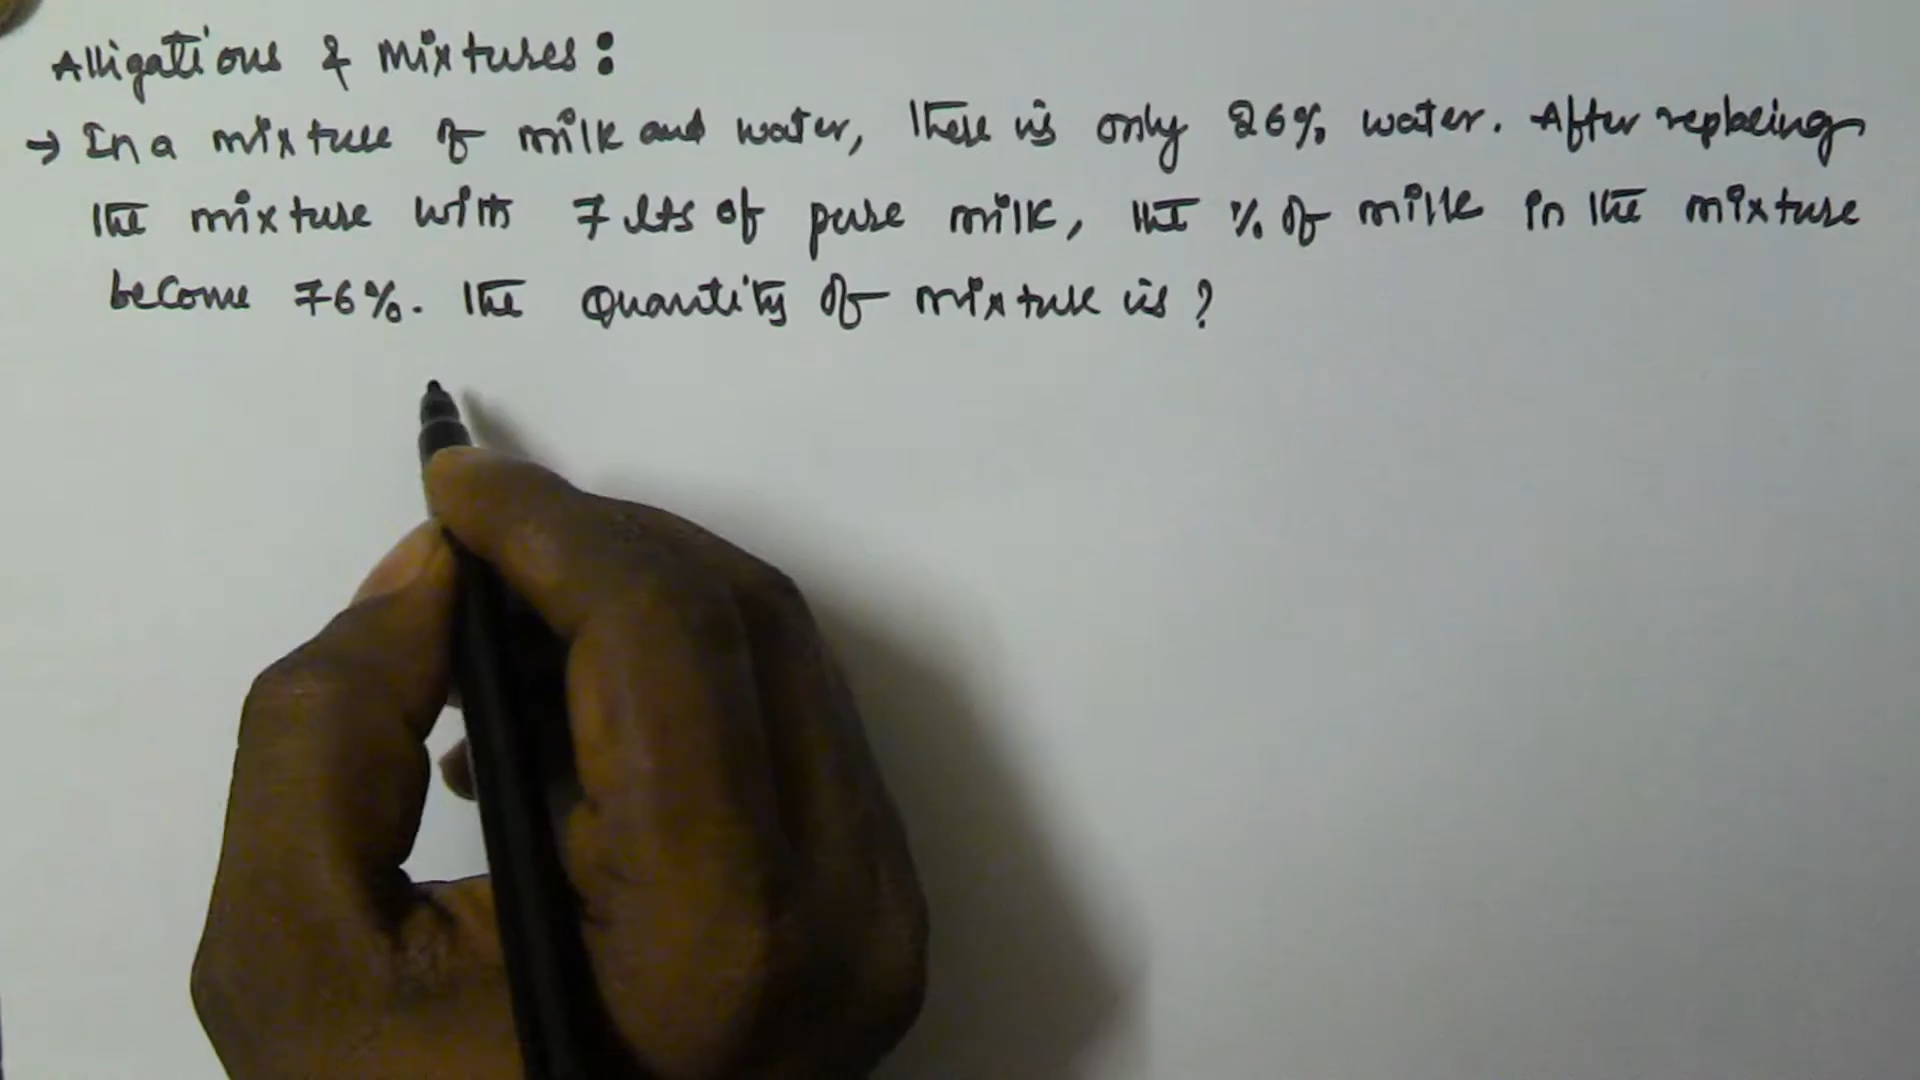 Alligations & Mixtures:
→ In a mixture of milk and water, there is only 26% water. After replacing
the mixture with 7 lts of pure milk, the % of milk in the mixture
become 76%. The Quantity of mixture is?